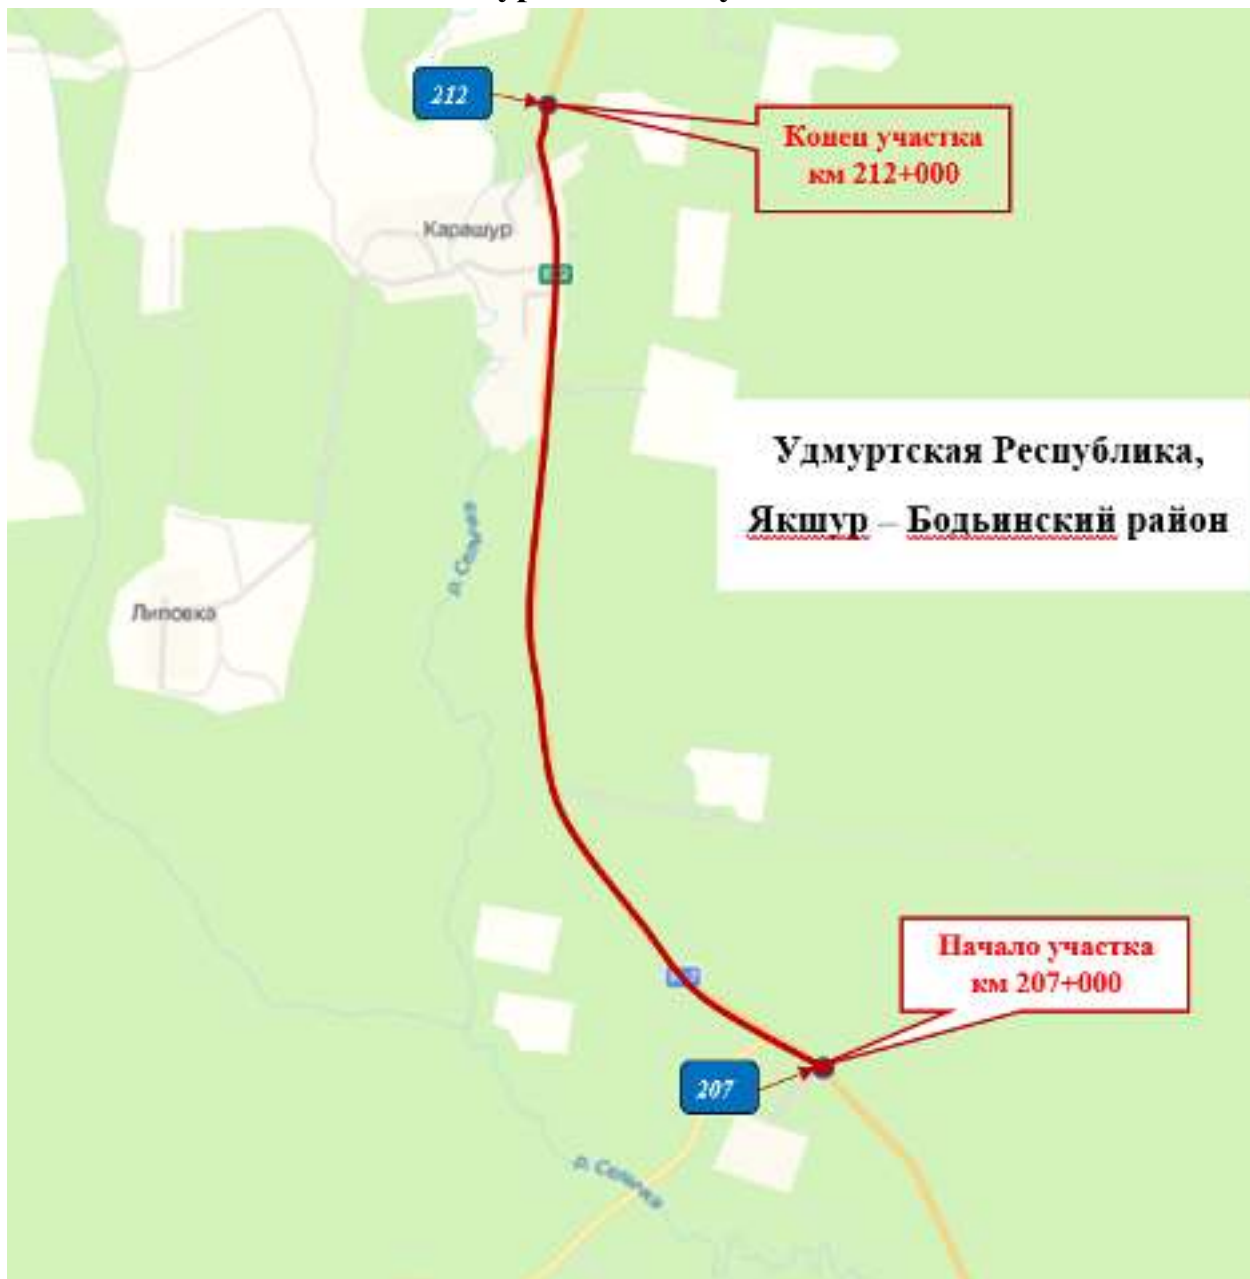 212
Конец участка
км 212+000
Карашур
Удмуртская Республика,
Якшур – Бодьинский район
р. Селычка
Липовка
Начало участка
км 207+000
207
р. Селычка